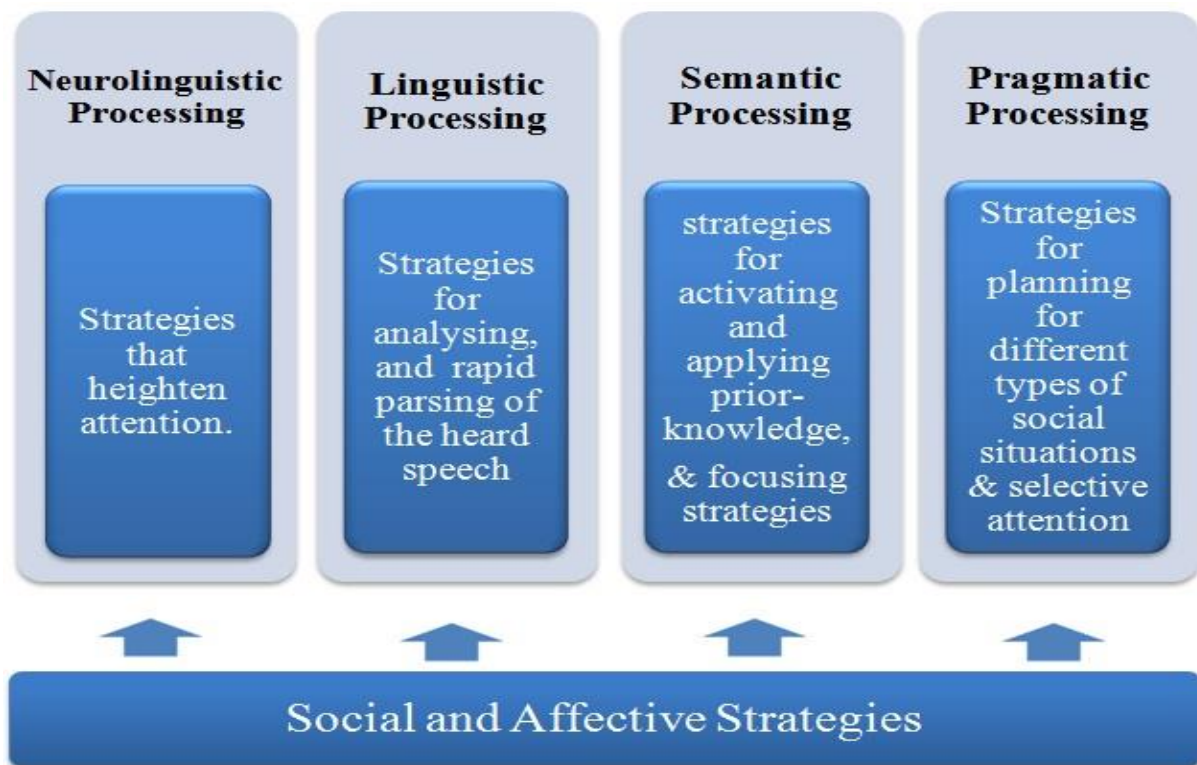 Neurolinguistic
Processing
Strategies
that
heighten
attention.
Linguistic
Processing
Strategies
for
analysing,
and rapid
parsing of
the heard
speech
Semantic
Processing
strategies
for
activating
and
applying
prior-
knowledge,
& focusing
strategies
Pragmatic
Processing
Strategies
for
planning
for
different
types of
social
situations
& selective
attention
Social and Affective Strategies